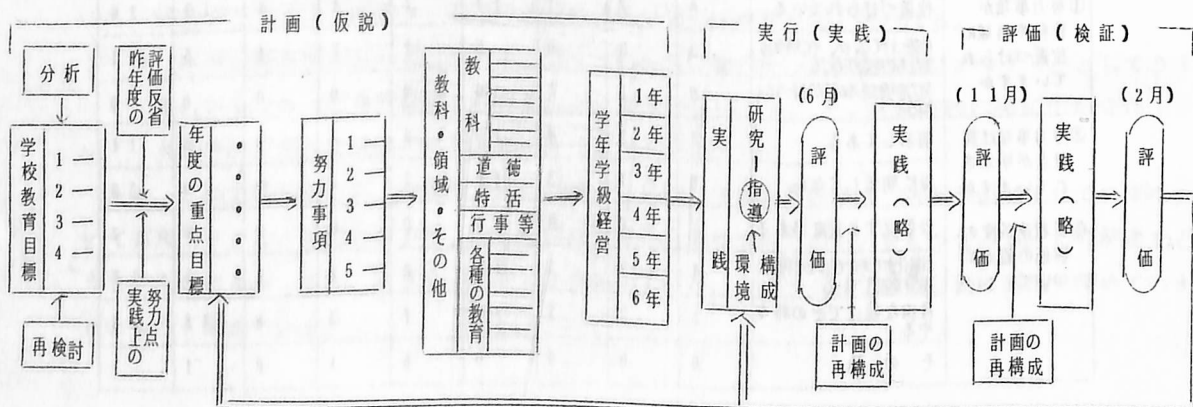 計画(仮説)
実行(実践)
評価(検証)
分析
学校教育目標
1
2
3
4
再検討
昨年度の
評価反省
実践上の
努力点
年度の重点目標
努力事項
1
2
3
4
5
教科。領域。その他
教科
道徳
特活
行事等
各種の教育
学年学級経営
1年
2年
3年
4年
5年
6年
実践
研究-指導-構成
環境
(6月)
評価
計画の
再構成
実践(略)
(11月)
評価
計画の
再構成
実践(略)
(2月)
評価